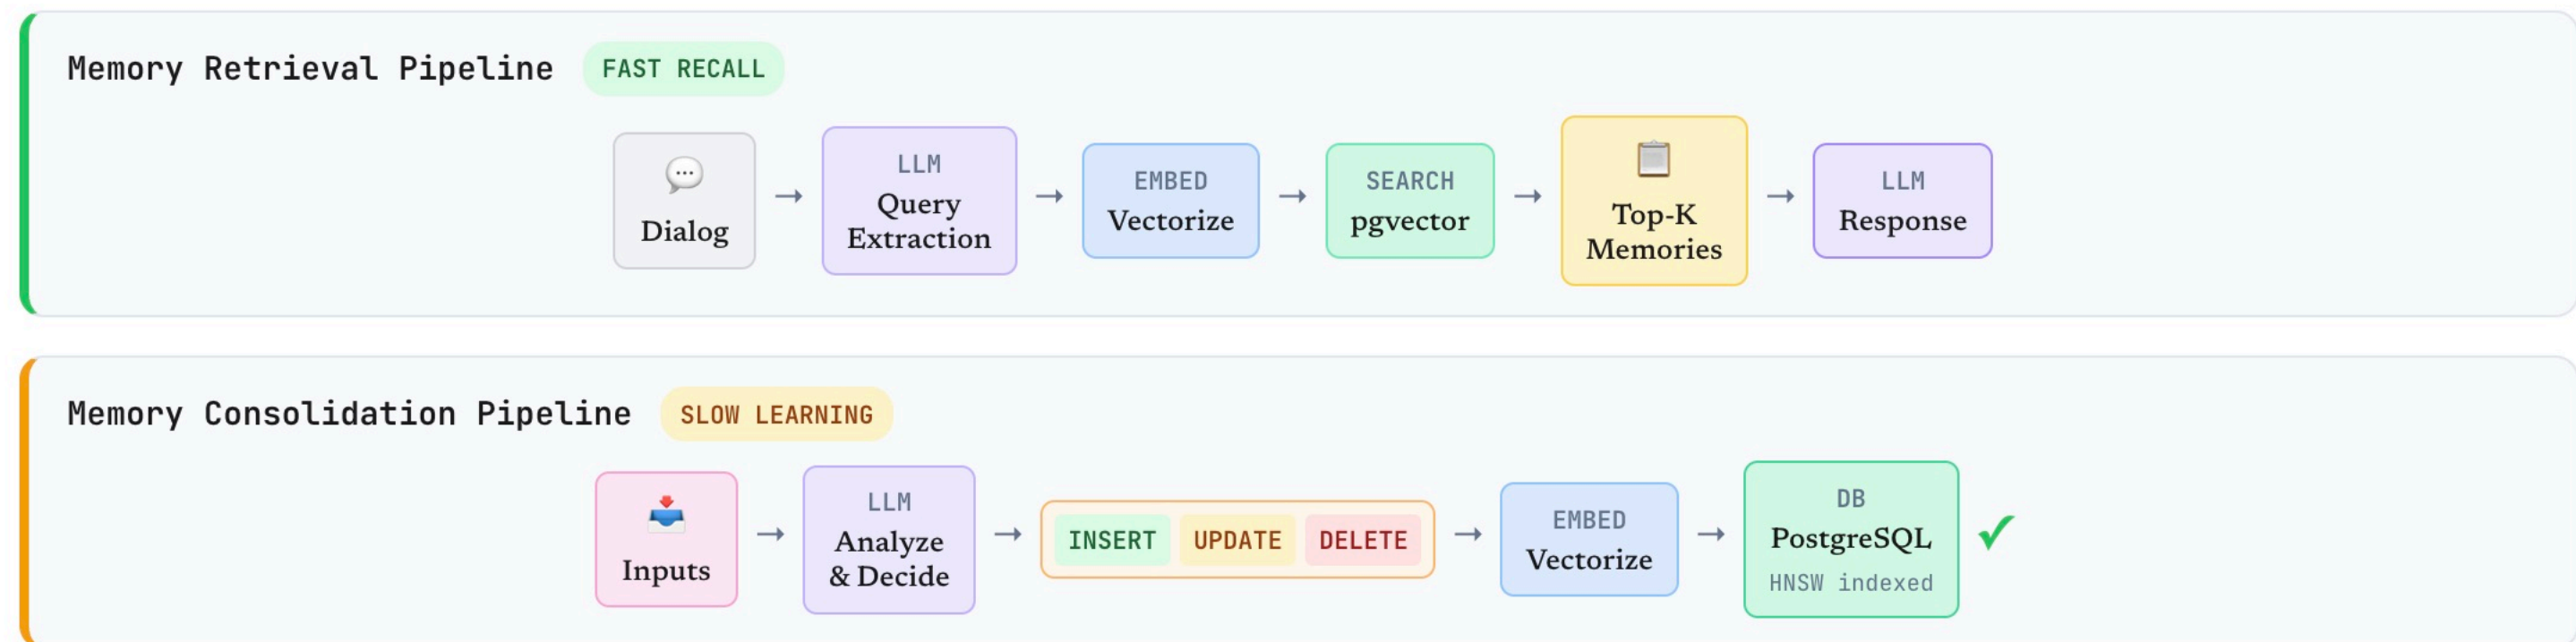 Memory Retrieval Pipeline FAST RECALL
Dialog
LLM
Query
Extraction
EMBED
Vectorize
SEARCH
pgvector
Top-K
Memories
LLM
Response
Memory Consolidation Pipeline SLOW LEARNING
Inputs
LLM
Analyze
& Decide
INSERT UPDATE DELETE
EMBED
Vectorize
DB
PostgreSQL
HNSW indexed